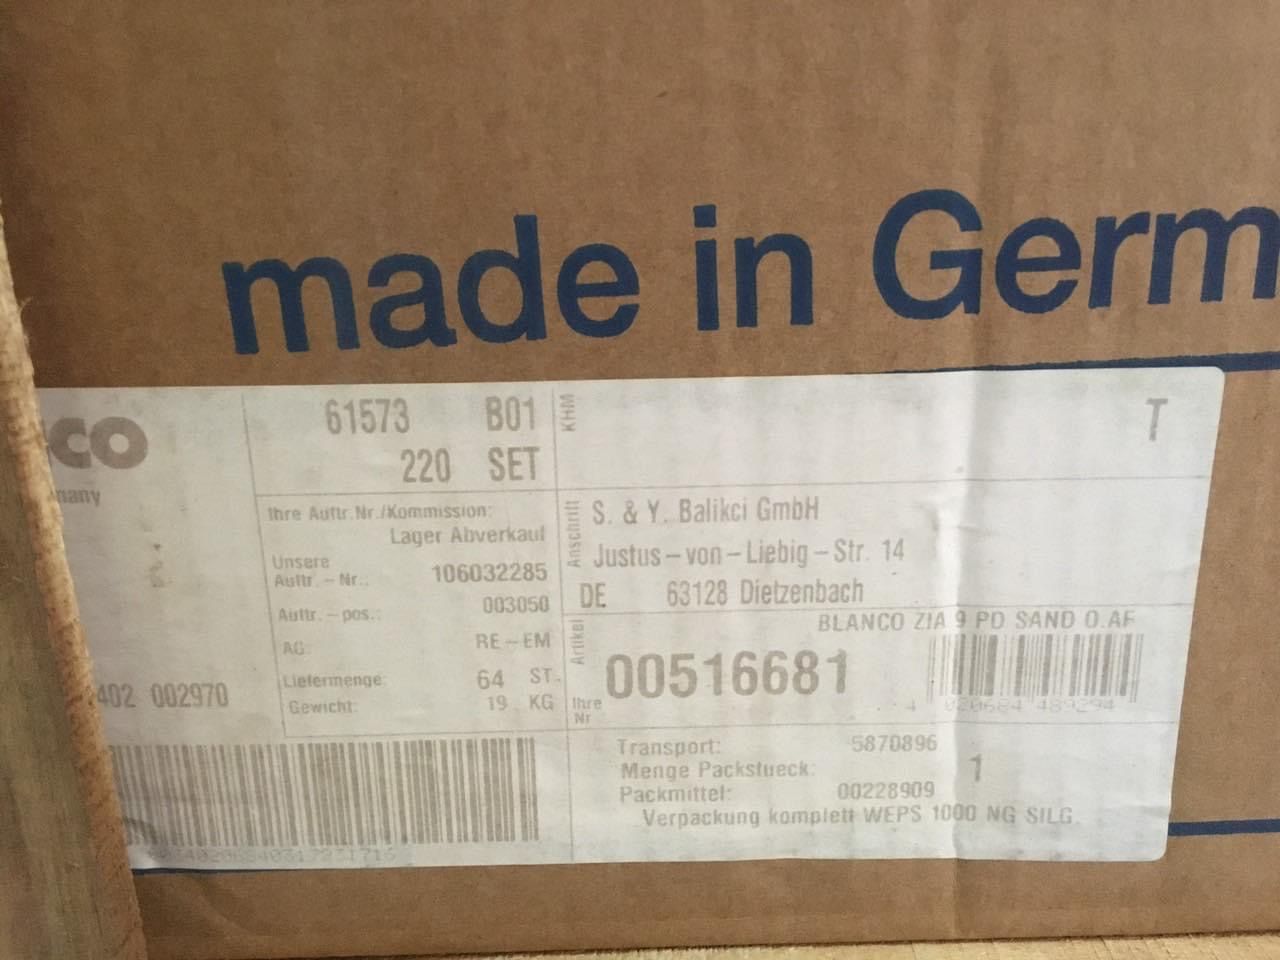 made in Germ
co
many
61573 B01
220 SET
KHM
T
Ihre Auftr.Nr./Kommission:
Lager Abverkauf
Unsere
Auftr.-Nr.: 106032285
Auftr.-pos.: 003050
AG: RE-EM
Liefermenge: 64 ST.
Gewicht: 19 KG
Anschrift
S. & Y. Balikci GmbH
Justus-von-Liebig-Str. 14
DE 63128 Dietzenbach
Artikel
BLANCO ZIA 9 PD SAND O.AF
00516681
4 020684 489294
Ihre
Nr
402 002970
Transport: 5870896
Menge Packstueck: 1
Packmittel: 00228909
Verpackung komplett WEPS 1000 NG SILG.